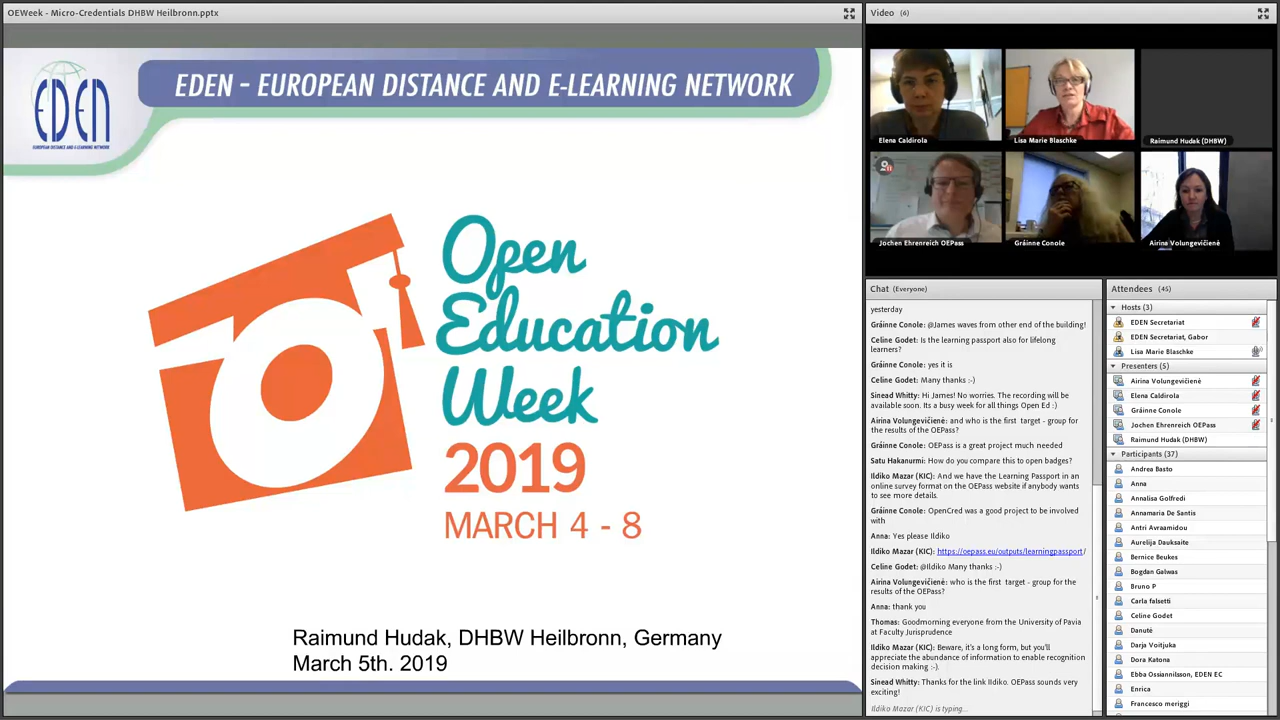 OEWeek - Micro-Credentials DHBW Heilbronn.pptx
EDEN
EUROPEAN DISTANCE AND E-LEARNING NETWORK
EDEN - EUROPEAN DISTANCE AND E-LEARNING NETWORK
Open
Education
Week
2019
MARCH 4 - 8
Raimund Hudak, DHBW Heilbronn, Germany
March 5th. 2019
Video (6)
Elena Caldirola
Lisa Marie Blaschke
Raimund Hudak (DHBW)
Jochen Ehrenreich OEPass
Gráinne Conole
Airina Volungevičienė
Chat (Everyone)
yesterday
Gráinne Conole: @James waves from other end of the building!
Celine Godet: Is the learning passport also for lifelong
learners?
Gráinne Conole: yes it is
Celine Godet: Many thanks :-)
Sinead Whitty: Hi James! No worries. The recording will be
available soon. Its a busy week for all things Open Ed :)
Airina Volungevičienė: and who is the first target - group for
the results of the OEPass?
Gráinne Conole: OEPass is a great project much needed
Satu Hakanurmi: How do you compare this to open badges?
Ildiko Mazar (KIC): And we have the Learning Passport in an
online survey format on the OEPass website if anybody wants
to see more details.
Gráinne Conole: OpenCred was a good project to be involved
with
Anna: Yes please Ildiko
Ildiko Mazar (KIC): https://oepass.eu/outputs/learningpassport/
Celine Godet: @Ildiko Many thanks :-)
Airina Volungevičienė: who is the first target - group for the
results of the OEPass?
Anna: thank you
Thomas: Goodmorning everyone from the University of Pavia
at Faculty Jurisprudence
Ildiko Mazar (KIC): Beware, it's a long form, but you'll
appreciate the abundance of information to enable recognition
decision making :-).
Sinead Whitty: Thanks for the link IIdiko. OEPass sounds very
exciting!
Ildiko Mazar (KIC) is typing...
Attendees (45)
Hosts (3)
EDEN Secretariat
EDEN Secretariat, Gabor
Lisa Marie Blaschke
Presenters (5)
Airina Volungevičienė
Elena Caldirola
Gráinne Conole
Jochen Ehrenreich OEPass
Raimund Hudak (DHBW)
Participants (37)
Andrea Basto
Anna
Annalisa Golfredi
Annamaria De Santis
Antri Avraamidou
Aurelija Dauksaite
Bernice Beukes
Bogdan Galwas
Bruno P
Carla falsetti
Celine Godet
Danutė
Darja Voitjuka
Dora Katona
Ebba Ossiannilsson, EDEN EC
Enrica
Francesco meriggi